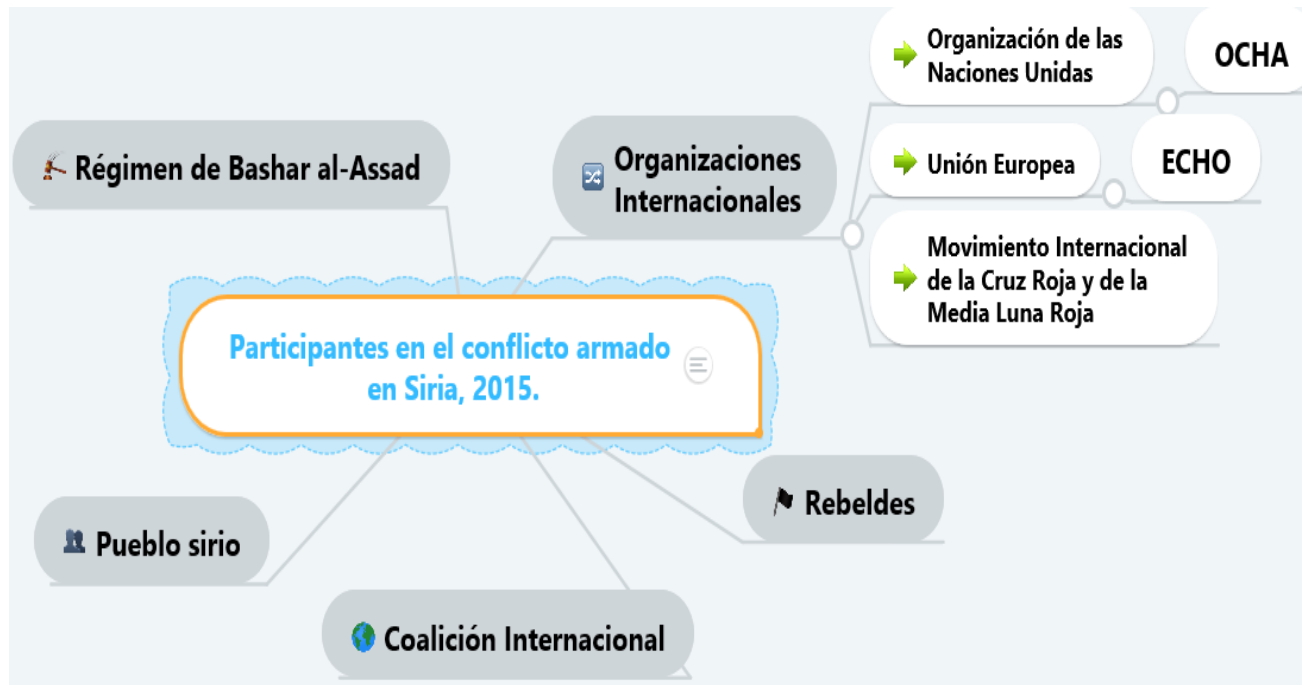 Organización de las
Naciones Unidas
OCHA
Régimen de Bashar al-Assad
Organizaciones
Internacionales
Unión Europea
ECHO
Movimiento Internacional
de la Cruz Roja y de la
Media Luna Roja
Participantes en el conflicto armado
en Siria, 2015.
Rebeldes
Pueblo sirio
Coalición Internacional